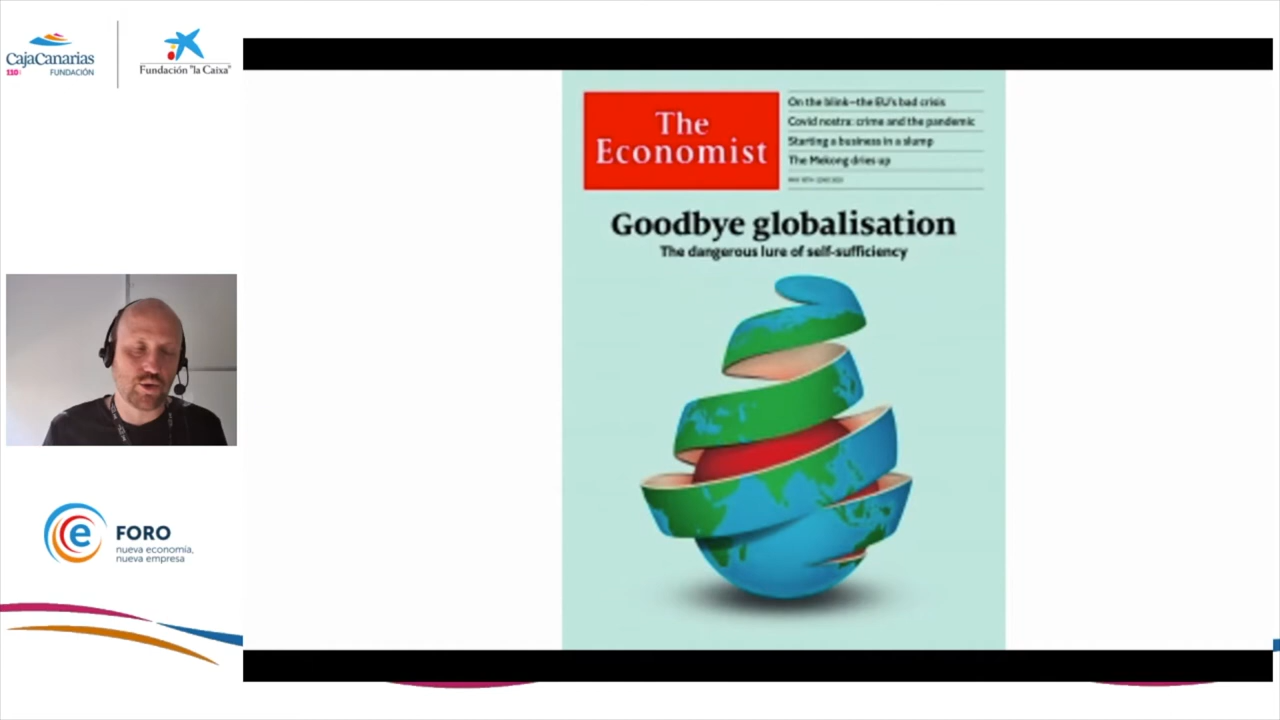 CajaCanarias
110
FUNDACIÓN
Fundación "la Caixa"
The
Economist
On the blink—the EU's bad crisis
Covid nostra: crime and the pandemic
Starting a business in a slump
The Mekong dries up
Goodbye globalisation
The dangerous lure of self-sufficiency
e
FORO
nueva economía,
nueva empresa